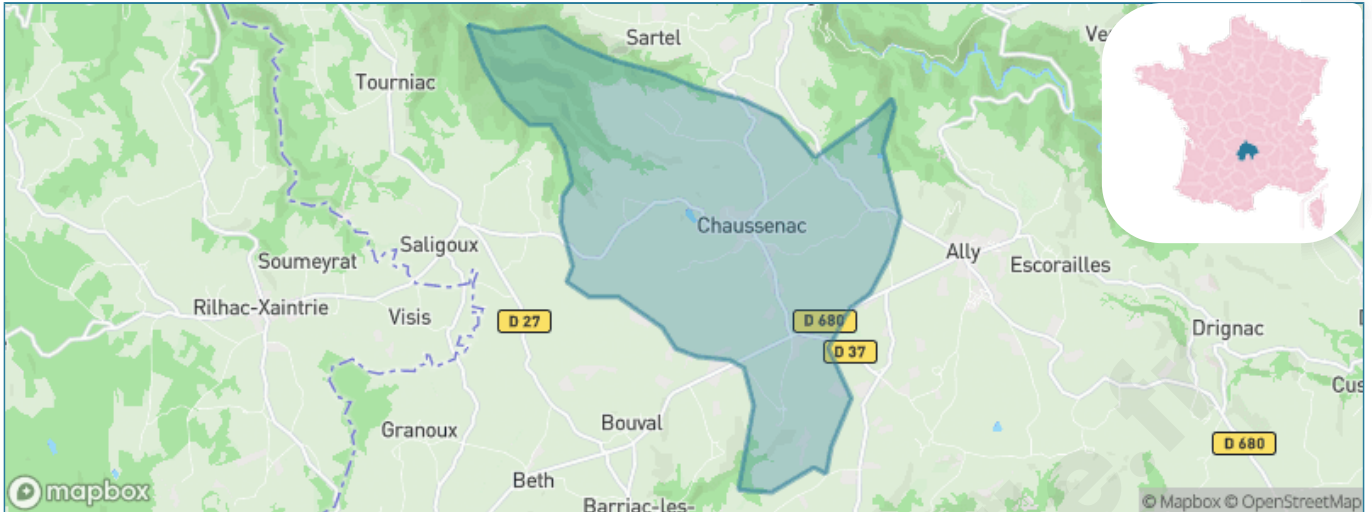 Sartel
Ve
Tourniac
Chaussenac
Saligoux
Ally
Soumeyrat
Escorailles
Rilhac-Xaintrie
Visis
D 27
D 680
Drignac
D 37
Cus
Bouval
Granoux
D 680
Beth
Barriac-les-
mapbox
© Mapbox © OpenStreetMap